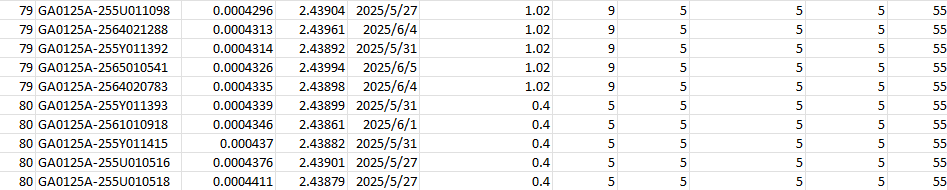 79 GA0125A-255U011098 0.0004296 2.43904 2025/5/27 1.02 9 5 5 5 55
79 GA0125A-2564021288 0.0004313 2.43961 2025/6/4 1.02 9 5 5 5 55
79 GA0125A-255Y011392 0.0004314 2.43892 2025/5/31 1.02 9 5 5 5 55
79 GA0125A-2565010541 0.0004326 2.43994 2025/6/5 1.02 9 5 5 5 55
79 GA0125A-2564020783 0.0004335 2.43898 2025/6/4 1.02 9 5 5 5 55
80 GA0125A-255Y011393 0.0004339 2.43899 2025/5/31 0.4 5 5 5 5 55
80 GA0125A-2561010918 0.0004346 2.43861 2025/6/1 0.4 5 5 5 5 55
80 GA0125A-255Y011415 0.000437 2.43882 2025/5/31 0.4 5 5 5 5 55
80 GA0125A-255U010516 0.0004376 2.43901 2025/5/27 0.4 5 5 5 5 55
80 GA0125A-255U010518 0.0004411 2.43879 2025/5/27 0.4 5 5 5 5 55